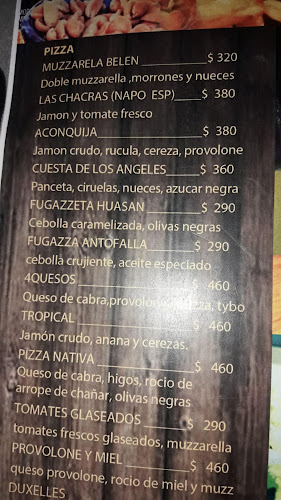 PIZZA
MUZZARELA BELEN $ 320
Doble muzzarella ,morrones y nueces
LAS CHACRAS (NAPO ESP) $ 380
Jamon y tomate fresco
ACONQUIJA $ 380
Jamon crudo, rucula, cereza, provolone
CUESTA DE LOS ANGELES $ 360
Panceta, ciruelas, nueces, azucar negra
FUGAZZETA HUASAN $ 290
Cebolla caramelizada, olivas negras
FUGAZZA ANTOFALLA $ 290
cebolla crujiente, aceite especiado
4QUESOS $ 460
Queso de cabra,provolone, muzza, tybo
TROPICAL $ 460
Jamón crudo, anana y cerezas.
PIZZA NATIVA $ 460
Queso de cabra, higos, rocio de
arrope de chañar, olivas negras
TOMATES GLASEADOS $ 290
tomates frescos glaseados, muzzarella
PROVOLONE Y MIEL $ 460
queso provolone, rocio de miel y muzz
DUXELLES